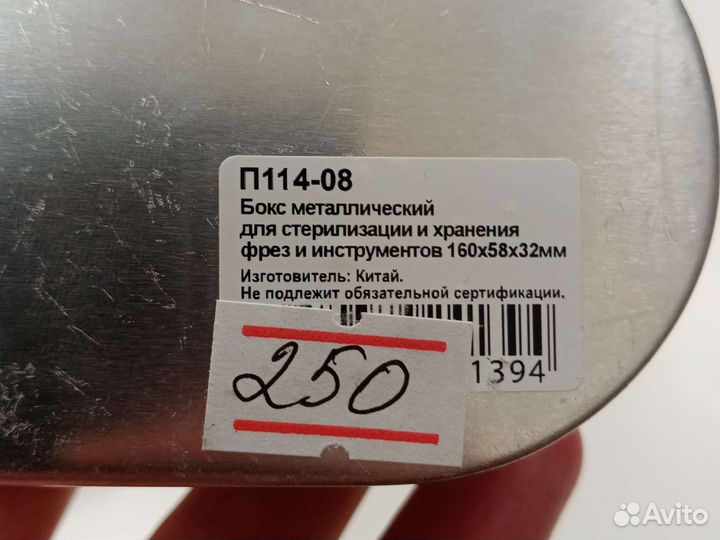 П114-08
Бокс металлический
для стерилизации и хранения
фрез и инструментов 160х58х32мм
Изготовитель: Китай.
Не подлежит обязательной сертификации.
1394
250
Avito